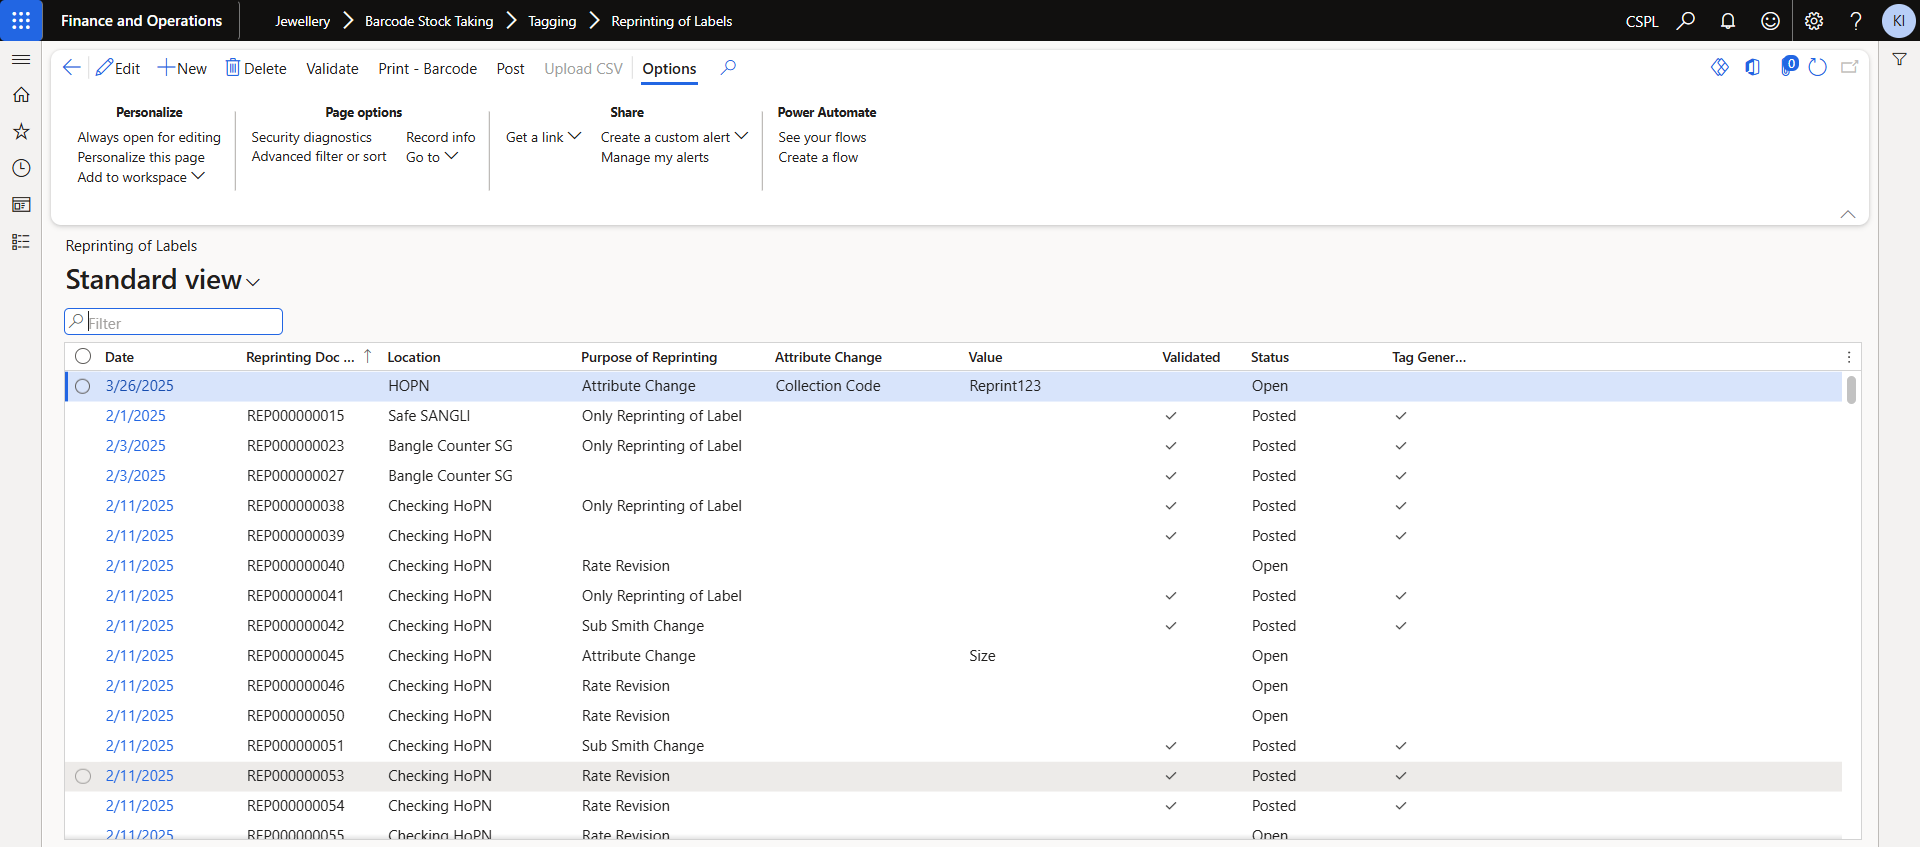 Finance and Operations Jewellery Barcode Stock Taking Tagging Reprinting of Labels CSPL KI
Edit New Delete Validate Print - Barcode Post Upload CSV Options 0
Personalize
Always open for editing
Personalize this page
Add to workspace
Page options
Security diagnostics Record info
Advanced filter or sort Go to
Share
Get a link Create a custom alert
Manage my alerts
Power Automate
See your flows
Create a flow
Reprinting of Labels
Standard view
Filter
Date Reprinting Doc ... Location Purpose of Reprinting Attribute Change Value Validated Status Tag Gener...
3/26/2025 HOPN Attribute Change Collection Code Reprint123 Open
2/1/2025 REP000000015 Safe SANGLI Only Reprinting of Label Posted
2/3/2025 REP000000023 Bangle Counter SG Only Reprinting of Label Posted
2/3/2025 REP000000027 Bangle Counter SG Posted
2/11/2025 REP000000038 Checking HoPN Only Reprinting of Label Posted
2/11/2025 REP000000039 Checking HoPN Posted
2/11/2025 REP000000040 Checking HoPN Rate Revision Open
2/11/2025 REP000000041 Checking HoPN Only Reprinting of Label Posted
2/11/2025 REP000000042 Checking HoPN Sub Smith Change Posted
2/11/2025 REP000000045 Checking HoPN Attribute Change Size Open
2/11/2025 REP000000046 Checking HoPN Rate Revision Open
2/11/2025 REP000000050 Checking HoPN Rate Revision Open
2/11/2025 REP000000051 Checking HoPN Sub Smith Change Posted
2/11/2025 REP000000053 Checking HoPN Rate Revision Posted
2/11/2025 REP000000054 Checking HoPN Rate Revision Posted
2/11/2025 REP000000055 Checking HoPN Rate Revision Open